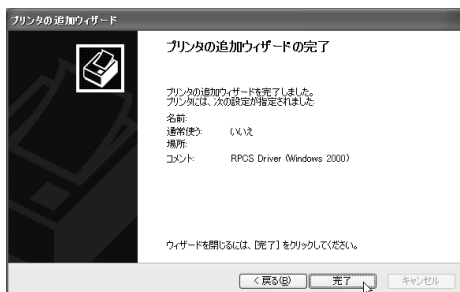 プリンタの追加ウィザード
プリンタの追加ウィザードの完了
プリンタの追加ウィザードを完了しました。
プリンタには、次の設定が指定されました:
名前:
通常使う: いいえ
場所:
コメント: RPCS Driver (Windows 2000)
ウィザードを閉じるには、[完了] をクリックしてください。
< 戻る(B) 完了 キャンセル